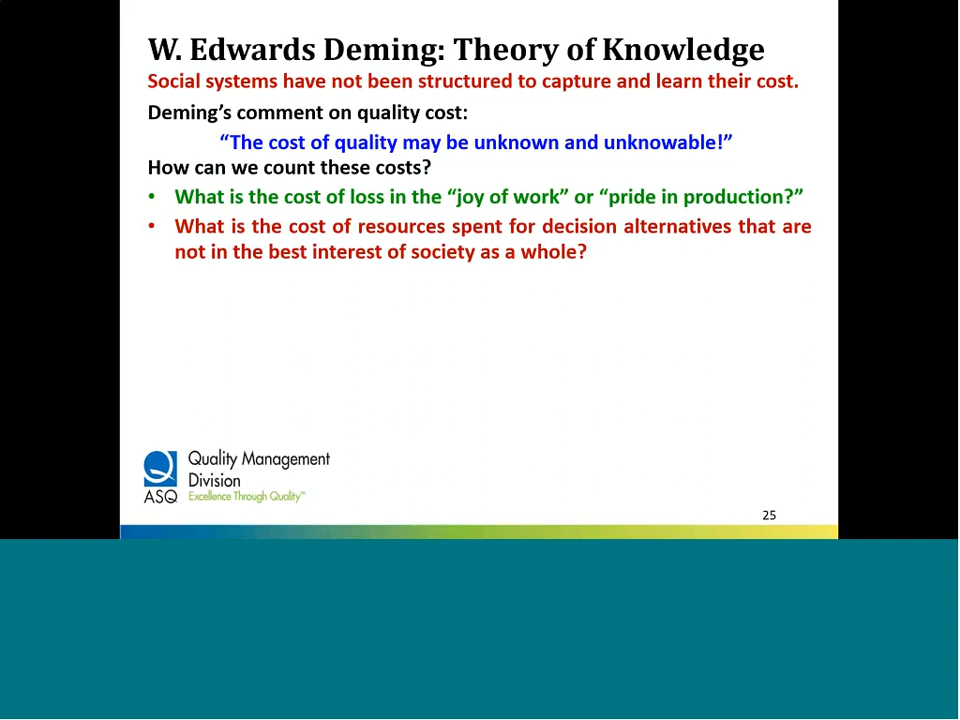 W. Edwards Deming: Theory of Knowledge
Social systems have not been structured to capture and learn their cost.
Deming’s comment on quality cost:
“The cost of quality may be unknown and unknowable!”
How can we count these costs?
• What is the cost of loss in the “joy of work” or “pride in production?”
• What is the cost of resources spent for decision alternatives that are
not in the best interest of society as a whole?
Quality Management
Division
ASQ Excellence Through Quality™
25